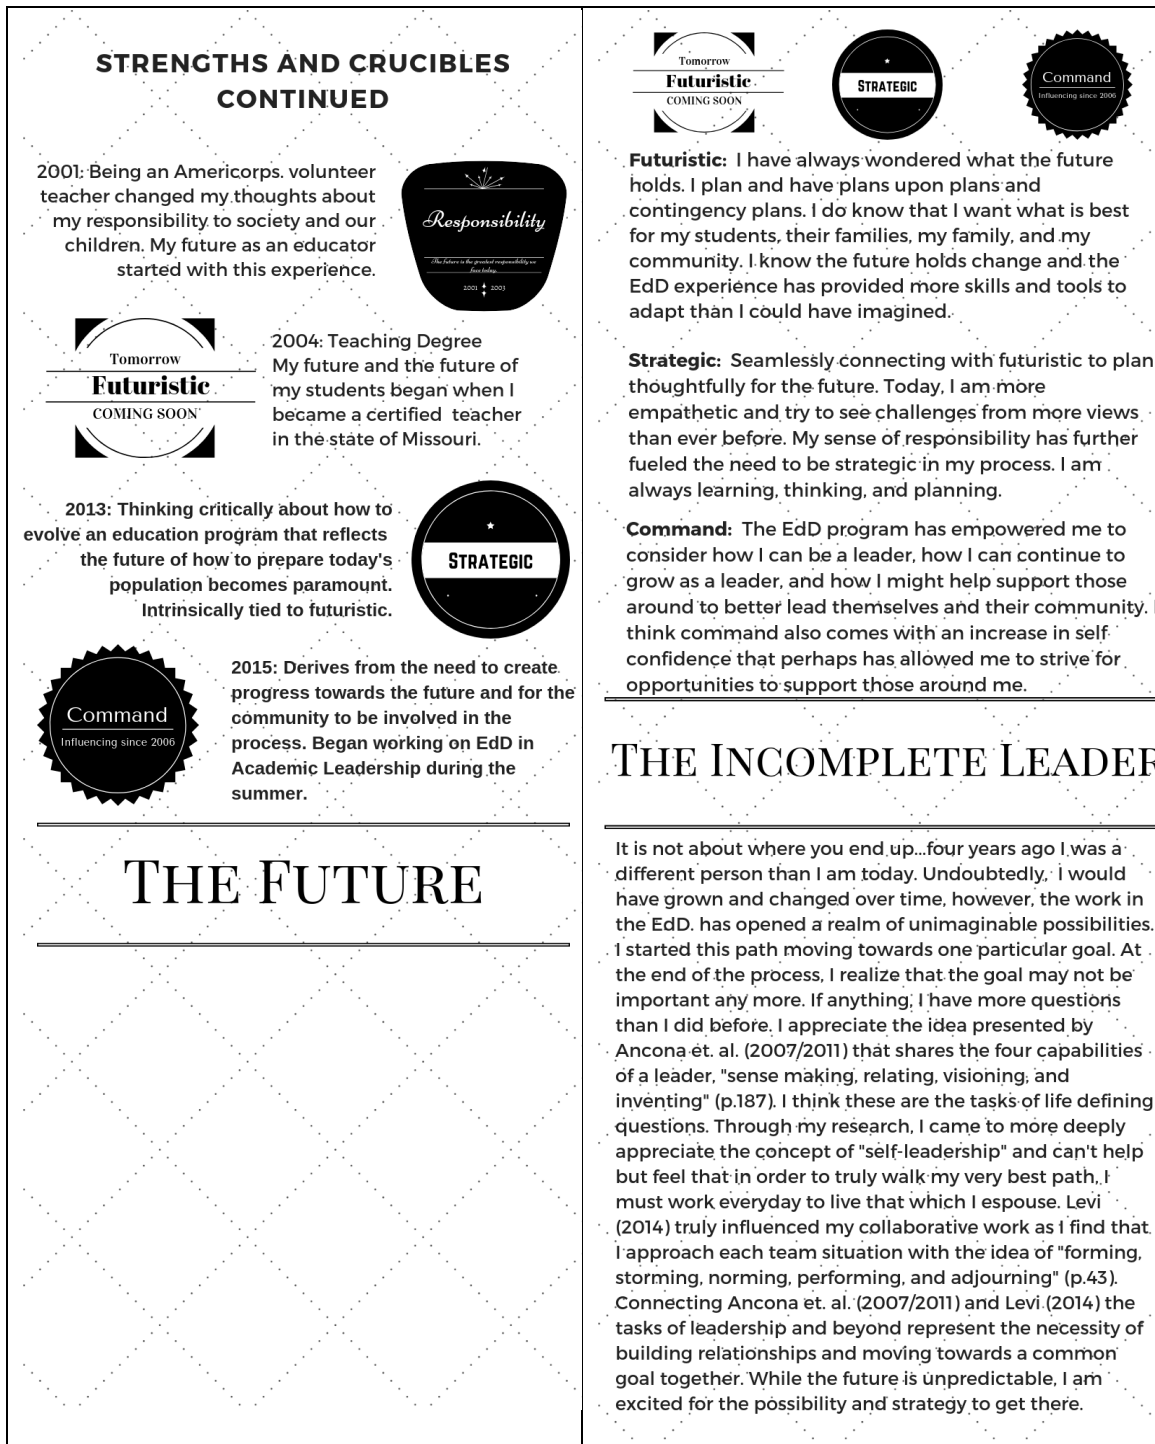 STRENGTHS AND CRUCIBLES
CONTINUED
2001: Being an Americorps. volunteer
teacher changed my thoughts about
my responsibility to society and our
children. My future as an educator
started with this experience.
Responsibility
The future is the greatest responsibility we
face today.
2001 2003
Tomorrow
Futuristic
COMING SOON
2004: Teaching Degree
My future and the future of
my students began when I
became a certified teacher
in the state of Missouri.
2013: Thinking critically about how to
evolve an education program that reflects
the future of how to prepare today's
population becomes paramount.
Intrinsically tied to futuristic.
STRATEGIC
Command
Influencing since 2006
2015: Derives from the need to create
progress towards the future and for the
community to be involved in the
process. Began working on EdD in
Academic Leadership during the
summer.
THE FUTURE
Tomorrow
Futuristic
COMING SOON
STRATEGIC
Command
Influencing since 2006
Futuristic: I have always wondered what the future
holds. I plan and have plans upon plans and
contingency plans. I do know that I want what is best
for my students, their families, my family, and my
community. I know the future holds change and the
EdD experience has provided more skills and tools to
adapt than I could have imagined.
Strategic: Seamlessly connecting with futuristic to plan
thoughtfully for the future. Today, I am more
empathetic and try to see challenges from more views
than ever before. My sense of responsibility has further
fueled the need to be strategic in my process. I am
always learning, thinking, and planning.
Command: The EdD program has empowered me to
consider how I can be a leader, how I can continue to
grow as a leader, and how I might help support those
around to better lead themselves and their community. I
think command also comes with an increase in self
confidence that perhaps has allowed me to strive for
opportunities to support those around me.
THE INCOMPLETE LEADER
It is not about where you end up...four years ago I was a
different person than I am today. Undoubtedly, I would
have grown and changed over time, however, the work in
the EdD. has opened a realm of unimaginable possibilities.
I started this path moving towards one particular goal. At
the end of the process, I realize that the goal may not be
important any more. If anything, I have more questions
than I did before. I appreciate the idea presented by
Ancona et. al. (2007/2011) that shares the four capabilities
of a leader, "sense making, relating, visioning, and
inventing" (p.187). I think these are the tasks of life defining
questions. Through my research, I came to more deeply
appreciate the concept of "self-leadership" and can't help
but feel that in order to truly walk my very best path, I
must work everyday to live that which I espouse. Levi
(2014) truly influenced my collaborative work as I find that
I approach each team situation with the idea of "forming,
storming, norming, performing, and adjourning" (p.43).
Connecting Ancona et. al. (2007/2011) and Levi (2014) the
tasks of leadership and beyond represent the necessity of
building relationships and moving towards a common
goal together. While the future is unpredictable, I am
excited for the possibility and strategy to get there.